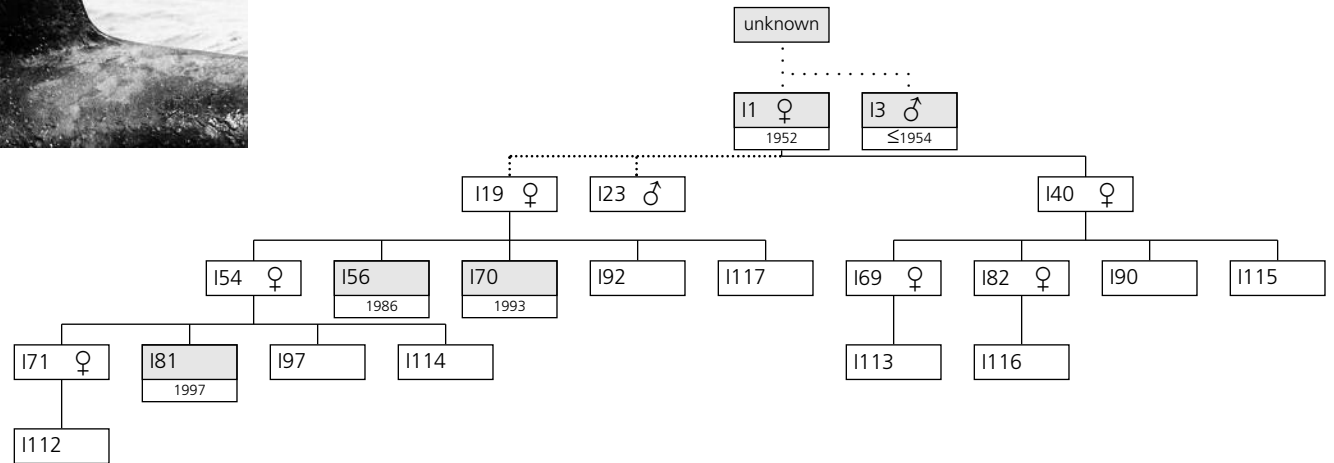 unknown
I1 ♀ I3 ♂
1952 ≤1954
I19 ♀ I23 ♂ I40 ♀
I54 ♀ I56 I70 I92 I117 I69 ♀ I82 ♀ I90 I115
1986 1993
I71 ♀ I81 I97 I114 I113 I116
1997
I112